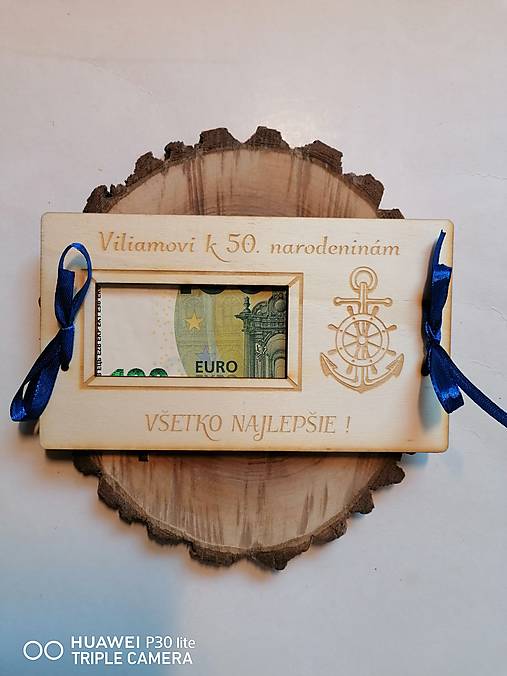 Viliamovi k 50. narodeninám
EURO
VŠETKO NAJLEPŠIE !
HUAWEI P30 lite
TRIPLE CAMERA